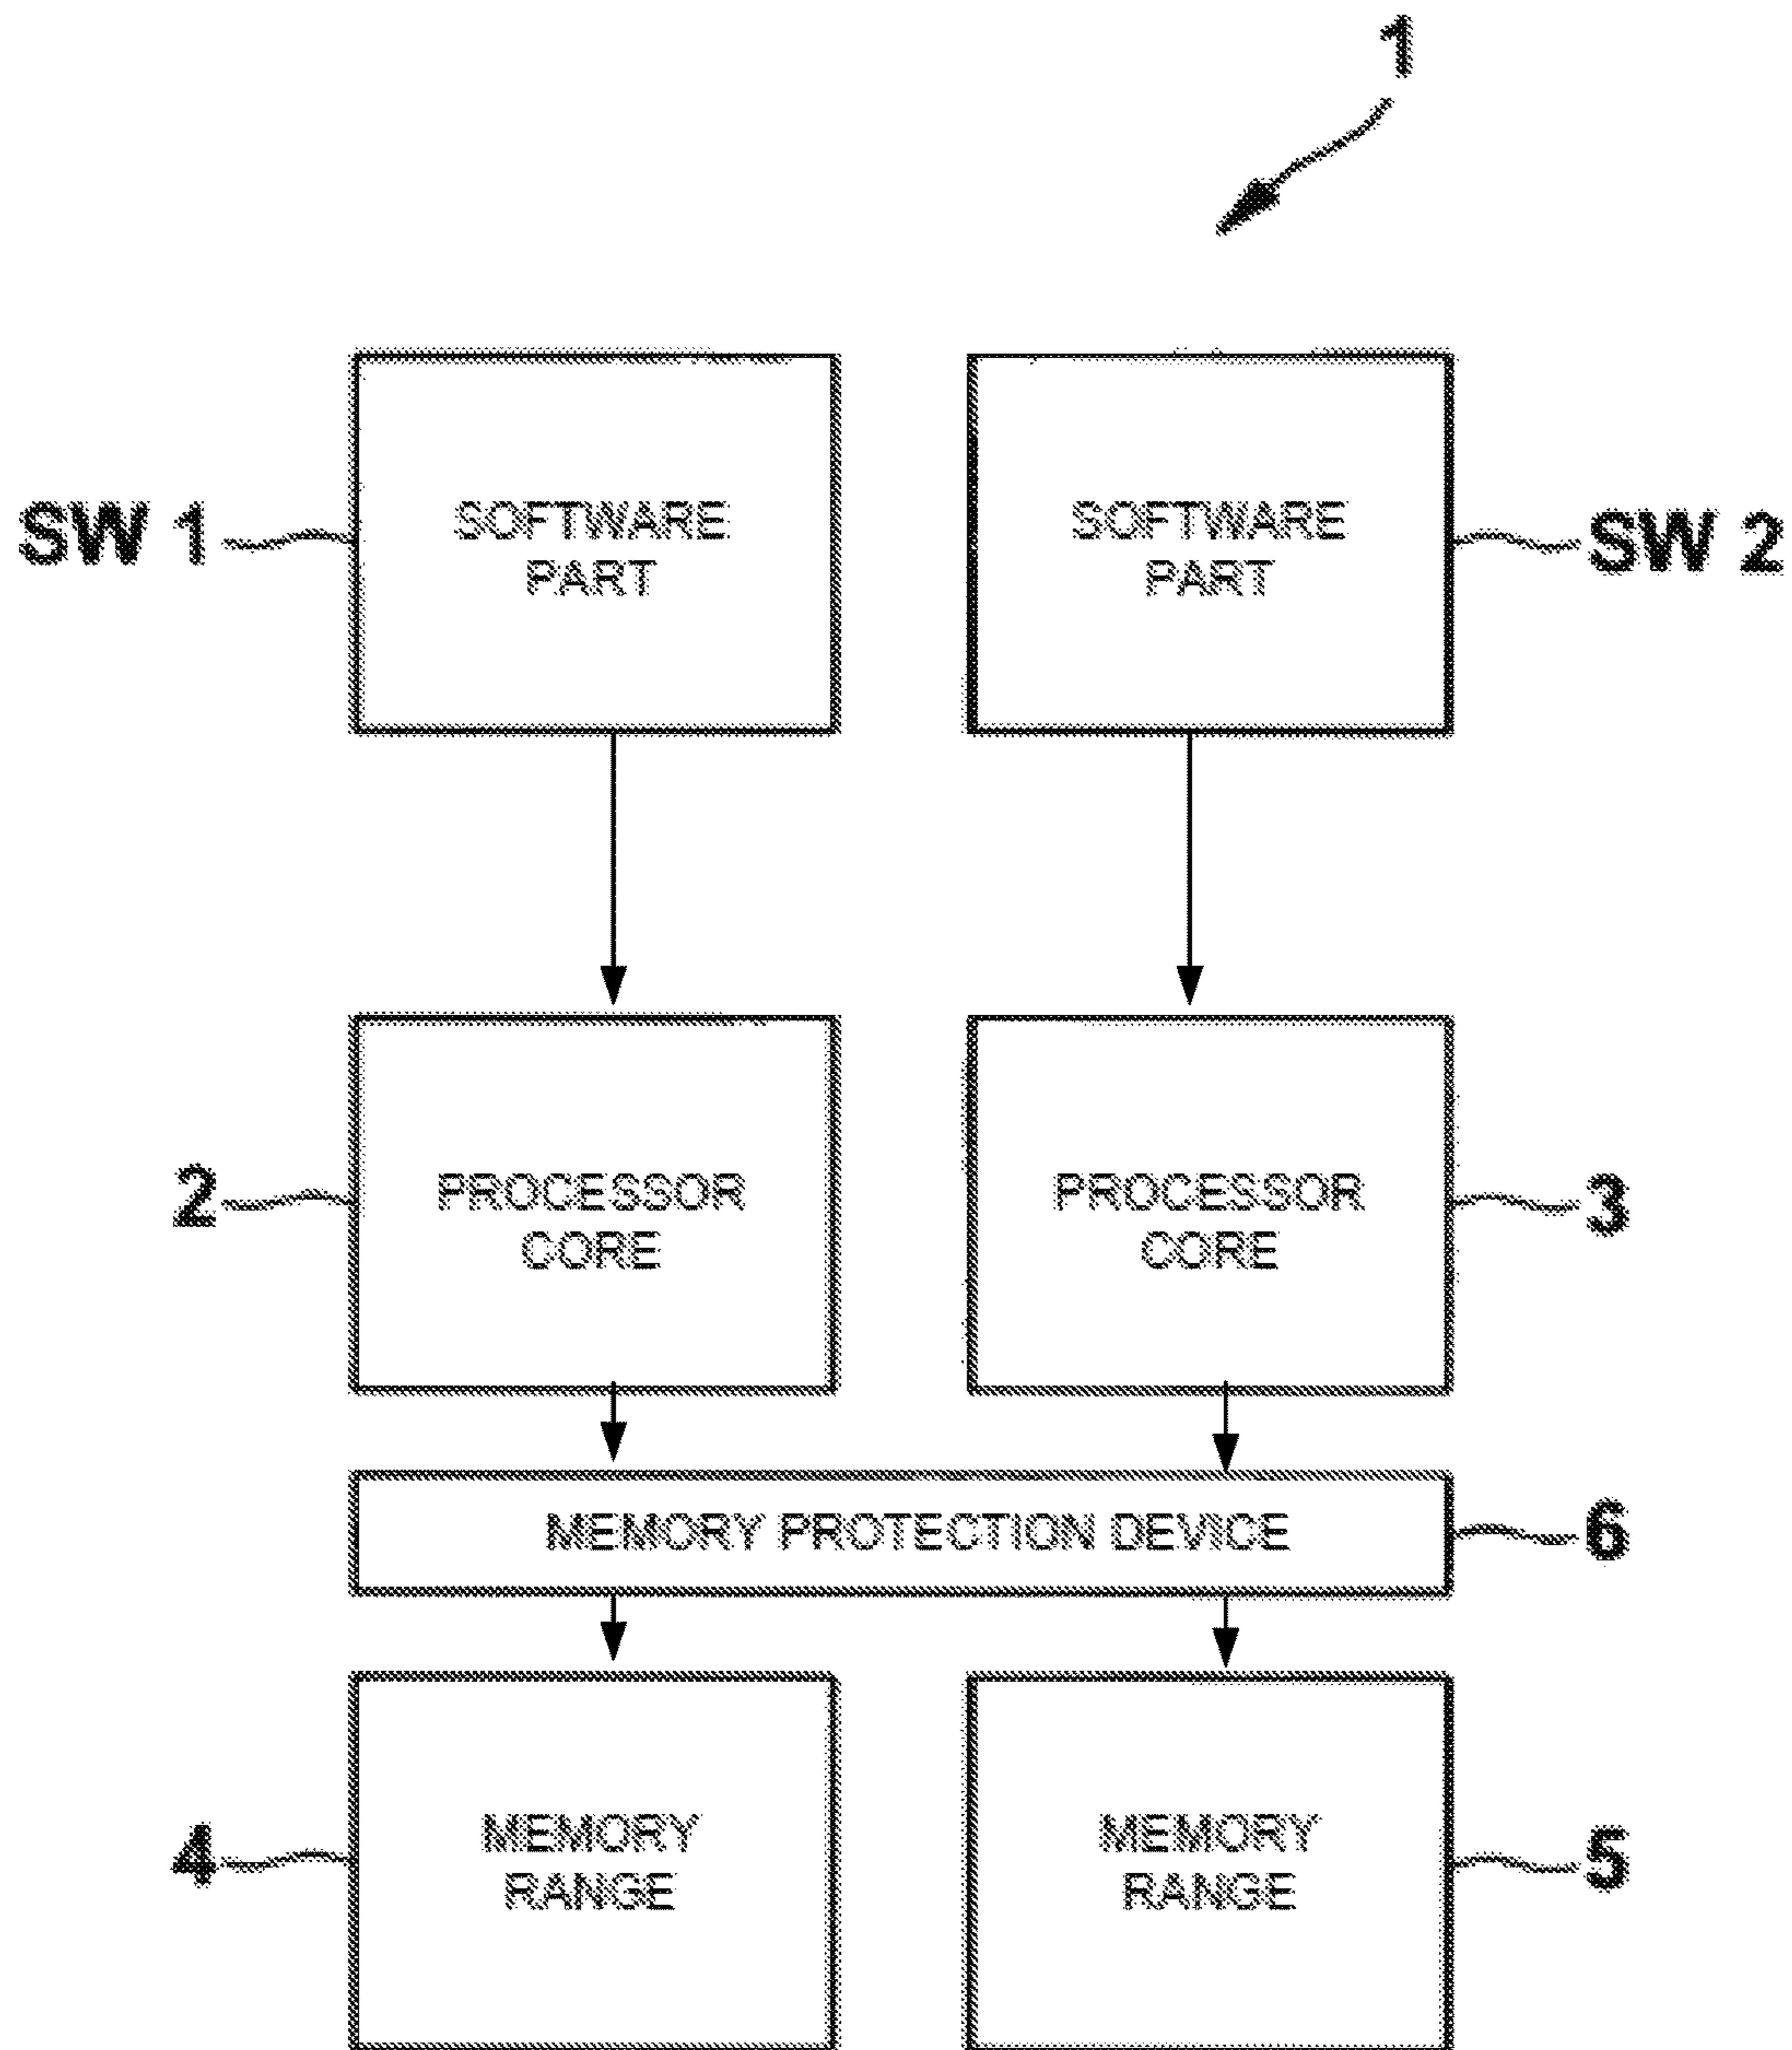 1
SOFTWARE
PART
SOFTWARE
PART
SW 1
SW 2
PROCESSOR
CORE
PROCESSOR
CORE
2
3
MEMORY PROTECTION DEVICE
6
MEMORY
RANGE
MEMORY
RANGE
4
5